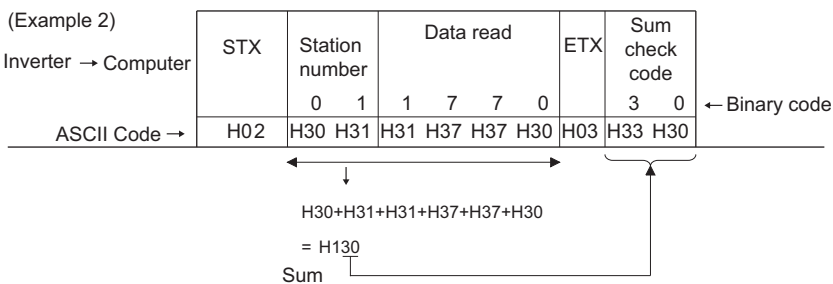 (Example 2)
Inverter → Computer
STX
Station
number
Data read
ETX
Sum
check
code
0 1 1 7 7 0 3 0
← Binary code
ASCII Code →
H02 H30 H31 H31 H37 H37 H30 H03 H33 H30
H30+H31+H31+H37+H37+H30
= H130
Sum